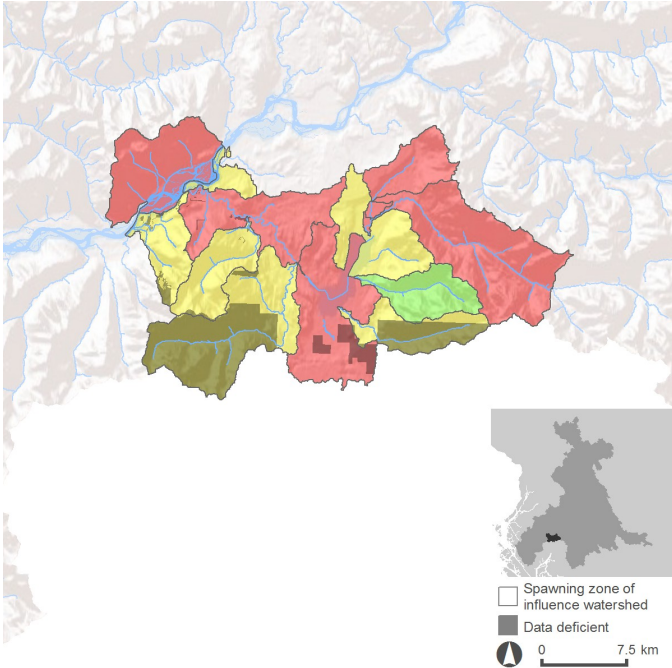 Spawning zone of
influence watershed
Data deficient
0 7.5 km